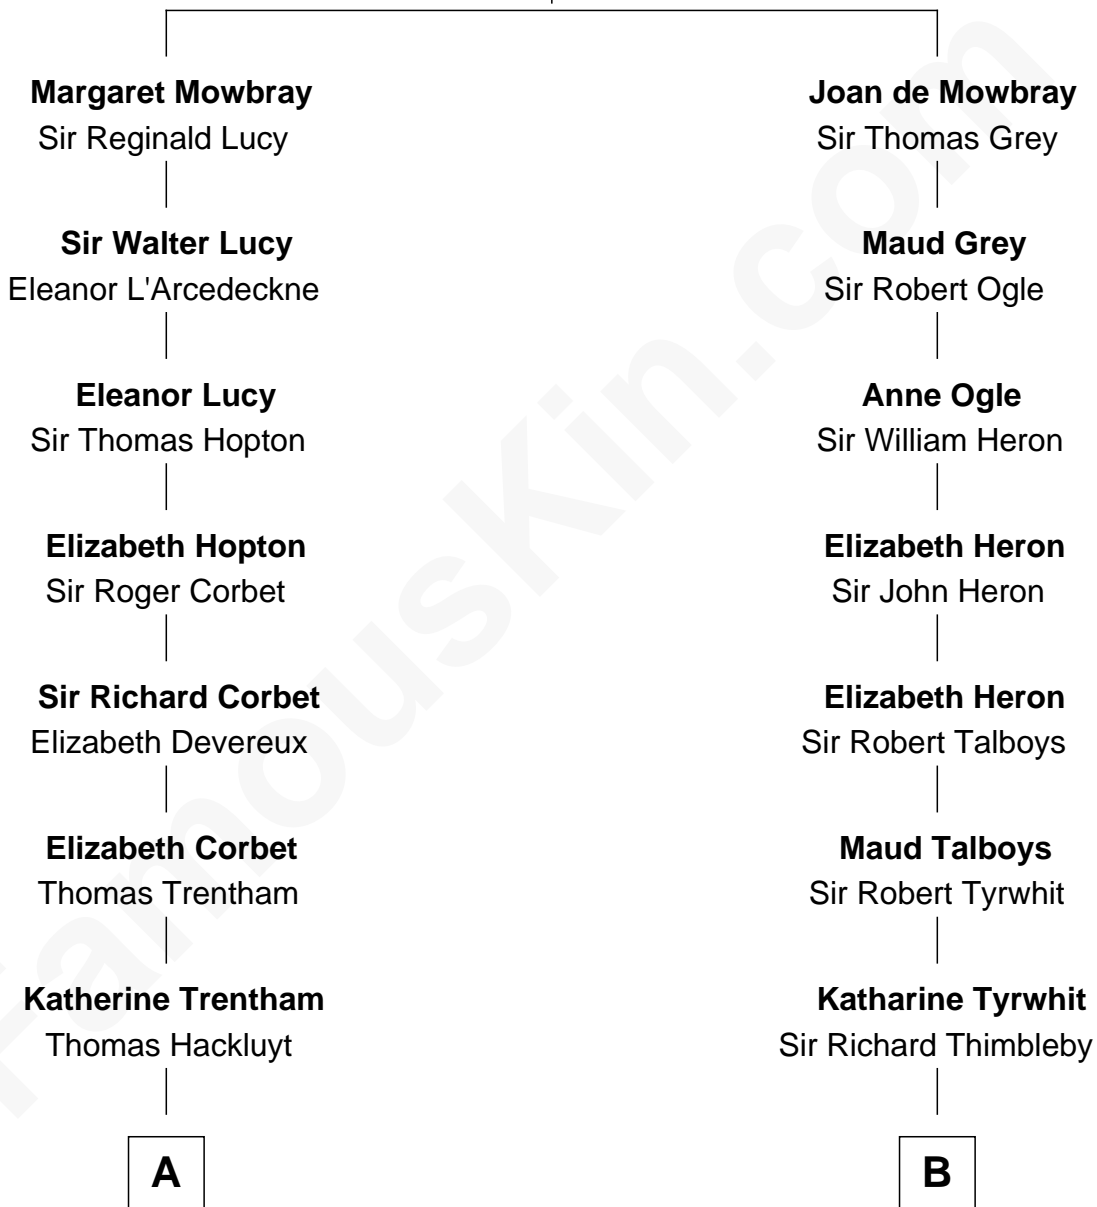 Margaret Mowbray
Sir Reginald Lucy
Sir Walter Lucy
Eleanor L'Arcedeckne
Eleanor Lucy
Sir Thomas Hopton
Elizabeth Hopton
Sir Roger Corbet
Sir Richard Corbet
Elizabeth Devereux
Elizabeth Corbet
Thomas Trentham
Katherine Trentham
Thomas Hackluyt
A
Joan de Mowbray
Sir Thomas Grey
Maud Grey
Sir Robert Ogle
Anne Ogle
Sir William Heron
Elizabeth Heron
Sir John Heron
Elizabeth Heron
Sir Robert Talboys
Maud Talboys
Sir Robert Tyrwhit
Katharine Tyrwhit
Sir Richard Thimbleby
B
FamousKin.com